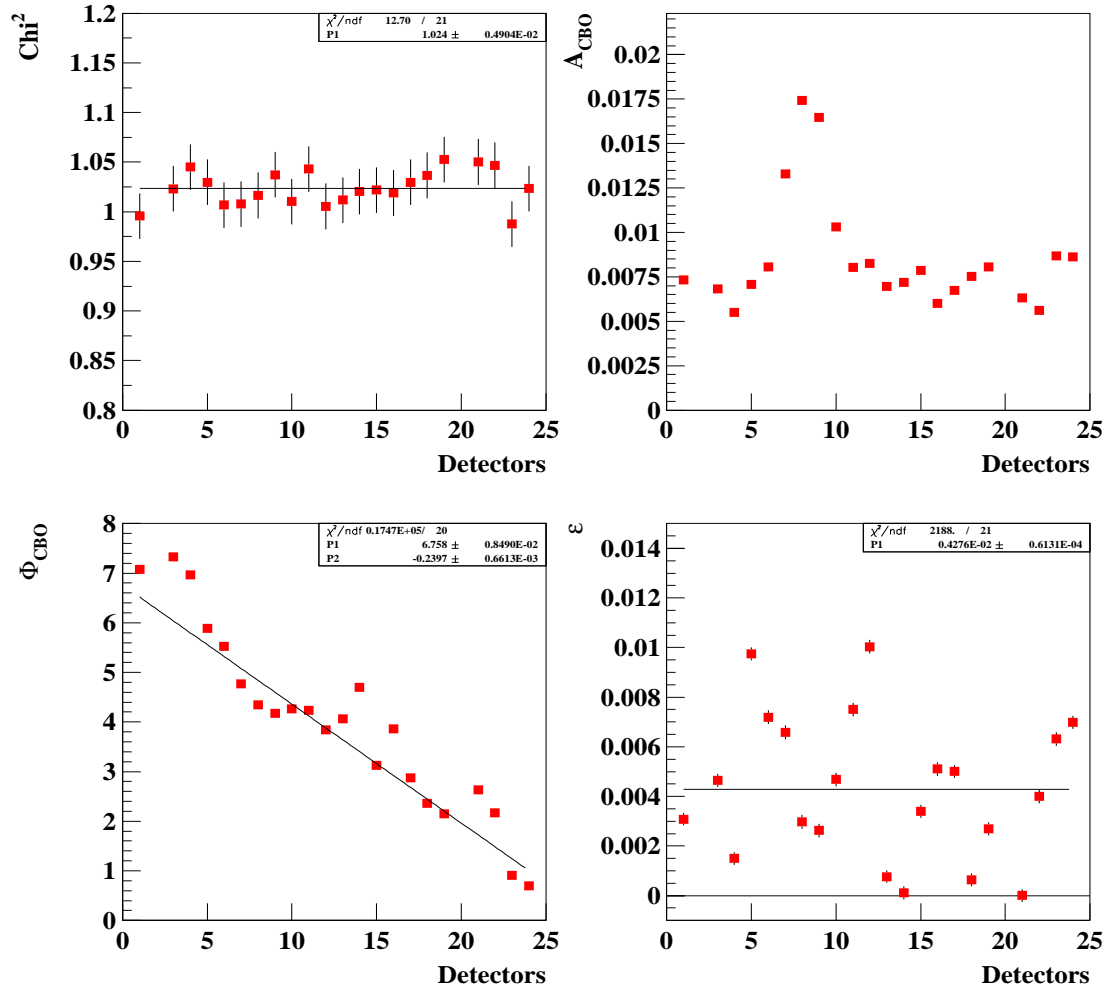 Chi²
χ²/ndf 12.70 / 21
P1 1.024 ± 0.4904E-02
1.2
1.15
1.1
1.05
1
0.95
0.9
0.85
0.8
0 5 10 15 20 25
Detectors
A_CBO
0.02
0.0175
0.015
0.0125
0.01
0.0075
0.005
0.0025
0
0 5 10 15 20 25
Detectors
Φ_CBO
χ²/ndf 0.1747E+05/ 20
P1 6.758 ± 0.8490E-02
P2 -0.2397 ± 0.6613E-03
8
7
6
5
4
3
2
1
0
0 5 10 15 20 25
Detectors
ε
χ²/ndf 2188. / 21
P1 0.4276E-02 ± 0.6131E-04
0.014
0.012
0.01
0.008
0.006
0.004
0.002
0
0 5 10 15 20 25
Detectors